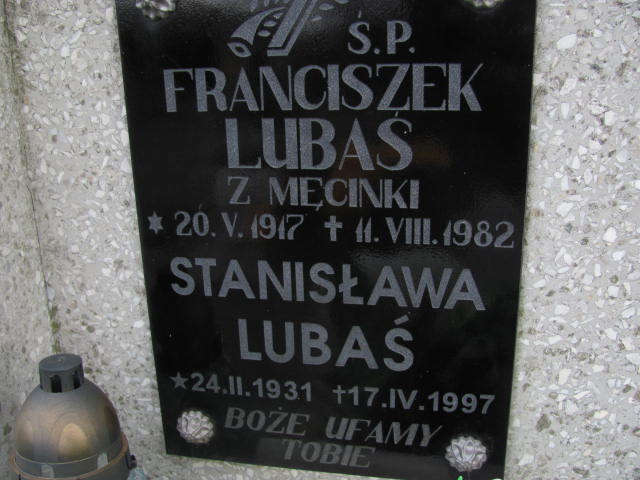 Ś.P.
FRANCISZEK
LUBAŚ
Z MĘCINKI
* 20.V.1917 † 11.VIII.1982
STANISŁAWA
LUBAŚ
* 24.II.1931 † 17.IV.1997
BOŻE UFAMY
TOBIE